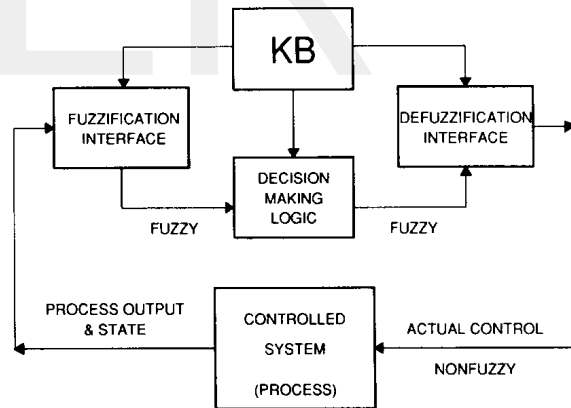 KB
FUZZIFICATION
INTERFACE
DEFUZZIFICATION
INTERFACE
DECISION
MAKING
LOGIC
FUZZY
FUZZY
PROCESS OUTPUT
& STATE
CONTROLLED
SYSTEM
(PROCESS)
ACTUAL CONTROL
NONFUZZY